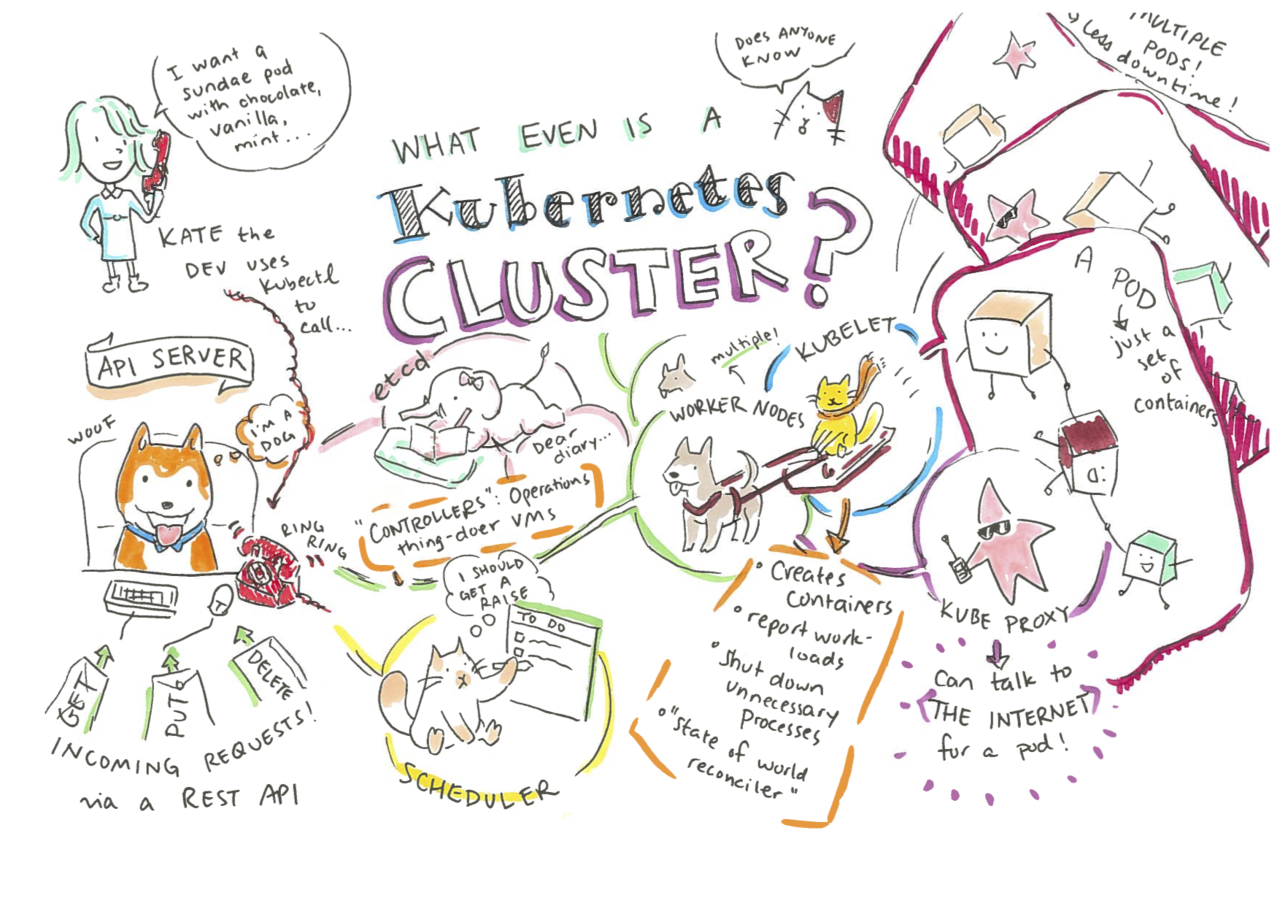 I want a
sundae pod
with chocolate,
vanilla,
mint...
KATE the
DEV uses
Kubectl
to
call...
DOES ANYONE
KNOW
WHAT EVEN IS A
Kubernetes
CLUSTER?
MULTIPLE
PODS!
less downtime!
API SERVER
WOOF
I'M A
DOG
RING
RING
GET
PUT
DELETE
INCOMING REQUESTS!
via a REST API
etcd
Dear
diary...
"CONTROLLERS": Operations
thing-doer VMs
I SHOULD
GET A
RAISE
TO DO
SCHEDULER
multiple!
WORKER NODES
KUBELET
• Creates
Containers
• report work-
loads
• Shut down
unnecessary
Processes
• "State of world
reconciler"
A POD
just a
set
of
containers
KUBE PROXY
Can talk to
THE INTERNET
for a pod!